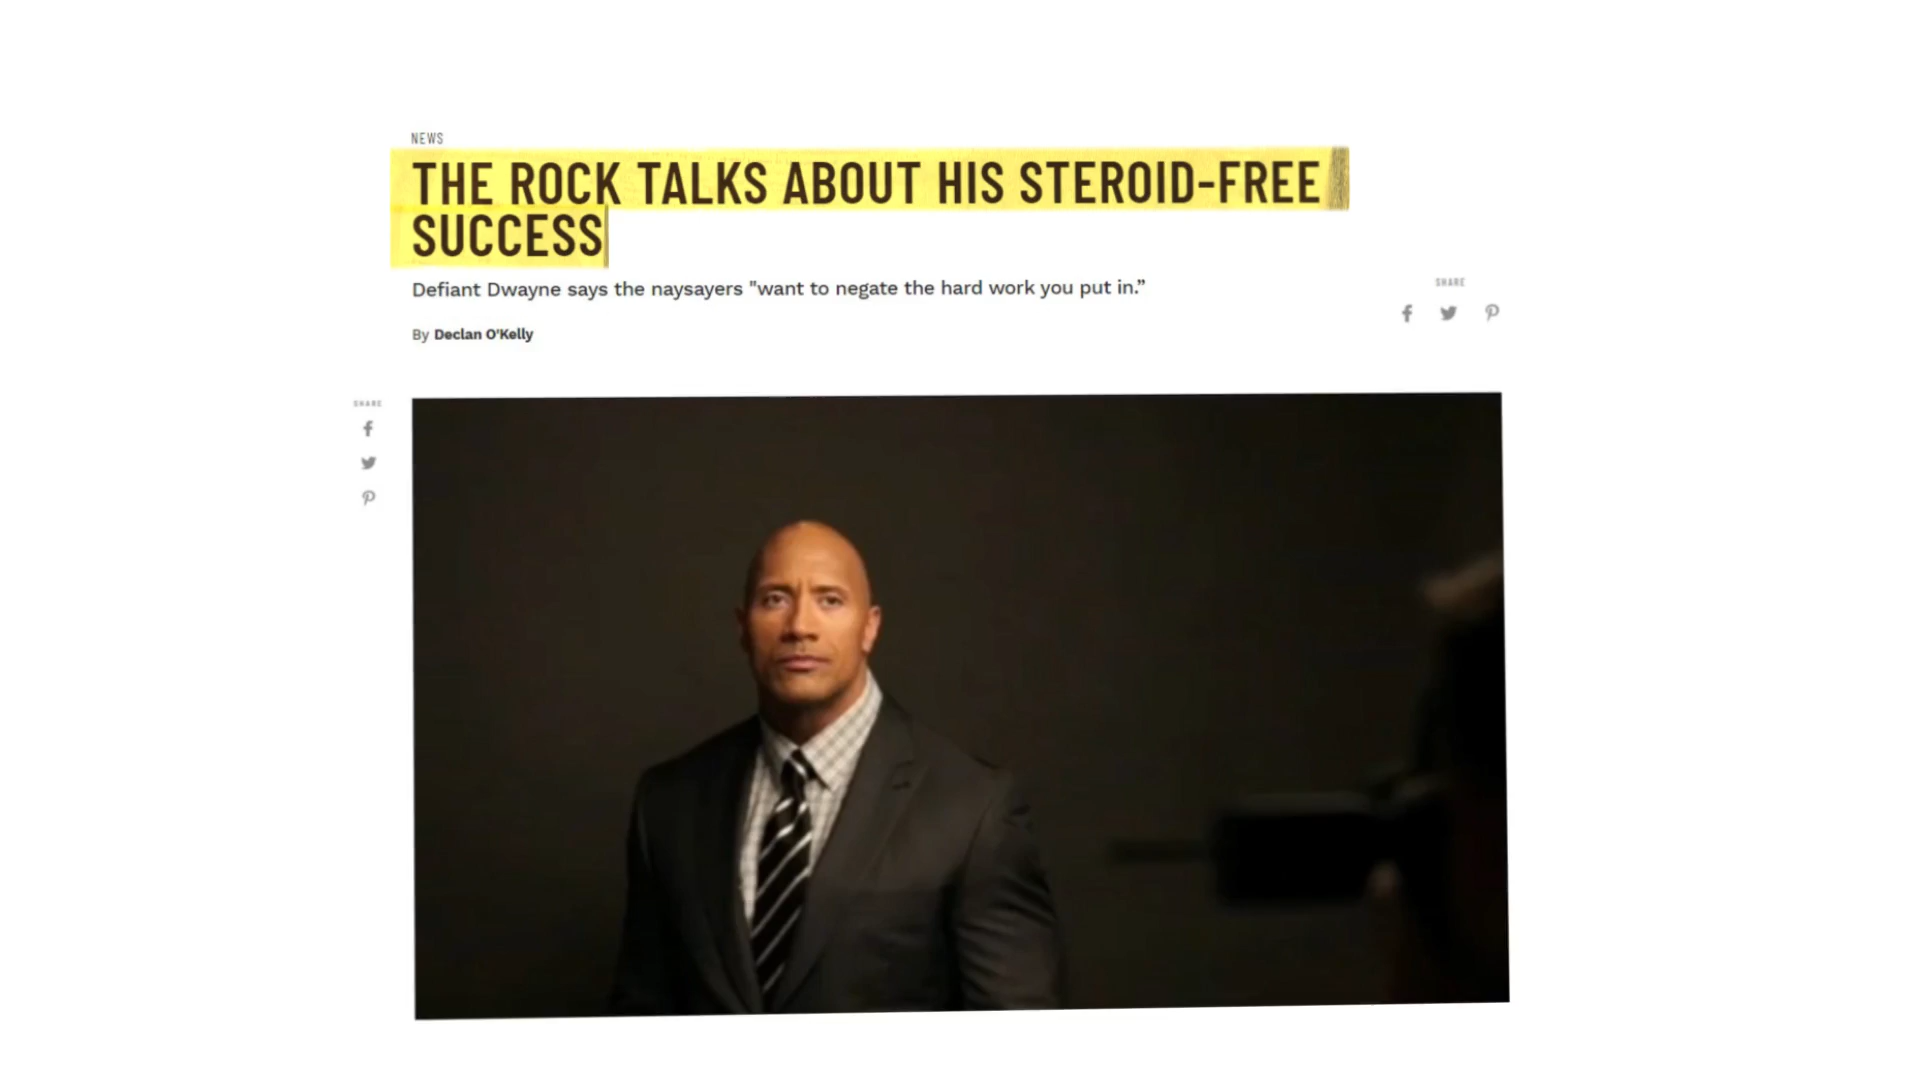 NEWS
THE ROCK TALKS ABOUT HIS STEROID-FREE
SUCCESS
Defiant Dwayne says the naysayers "want to negate the hard work you put in.”
SHARE
By Declan O'Kelly
SHARE